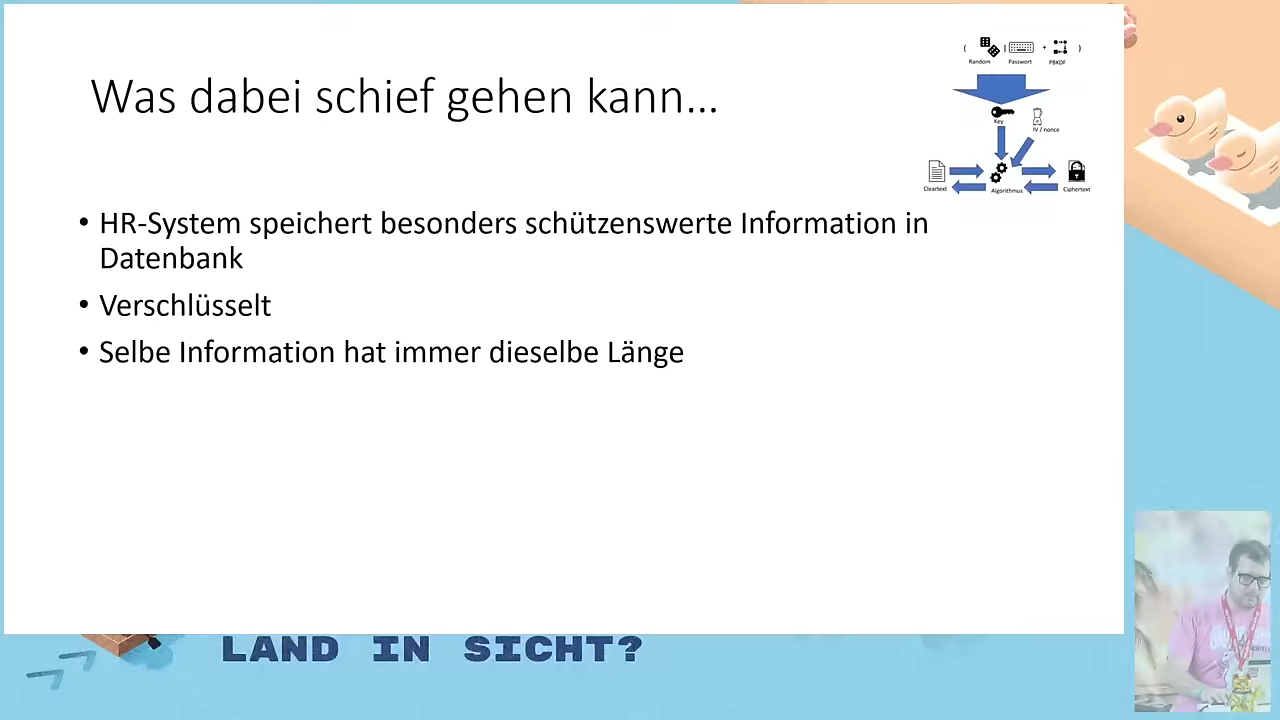 Was dabei schief gehen kann...
( Random | Passwort + PBKDF )
Key
IV / nonce
Cleartext
Algorithmus
Ciphertext
• HR-System speichert besonders schützenswerte Information in
Datenbank
• Verschlüsselt
• Selbe Information hat immer dieselbe Länge
LAND IN SICHT?